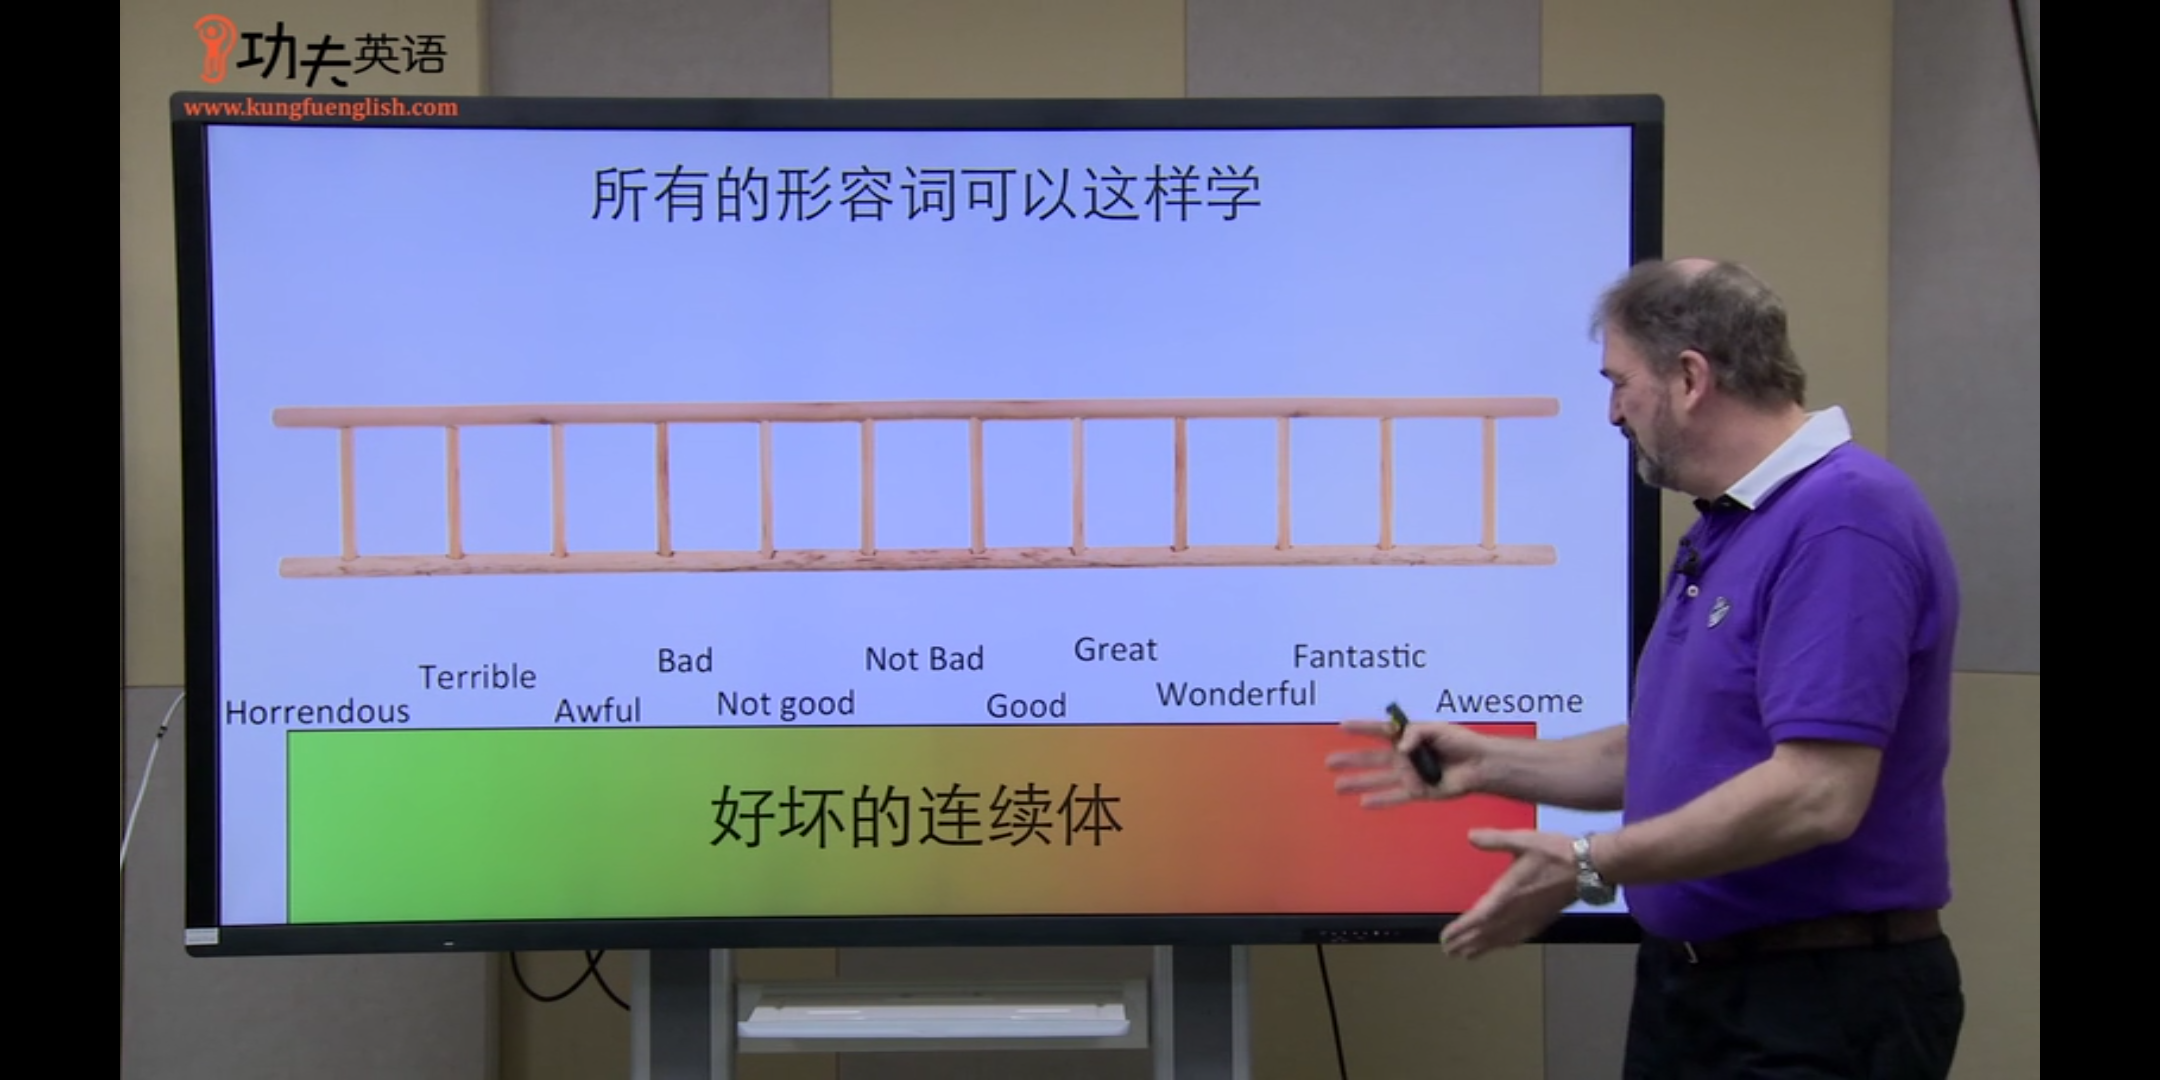 功夫英语
www.kungfuenglish.com
所有的形容词可以这样学
Horrendous
Terrible
Awful
Bad
Not good
Not Bad
Good
Great
Wonderful
Fantastic
Awesome
好坏的连续体